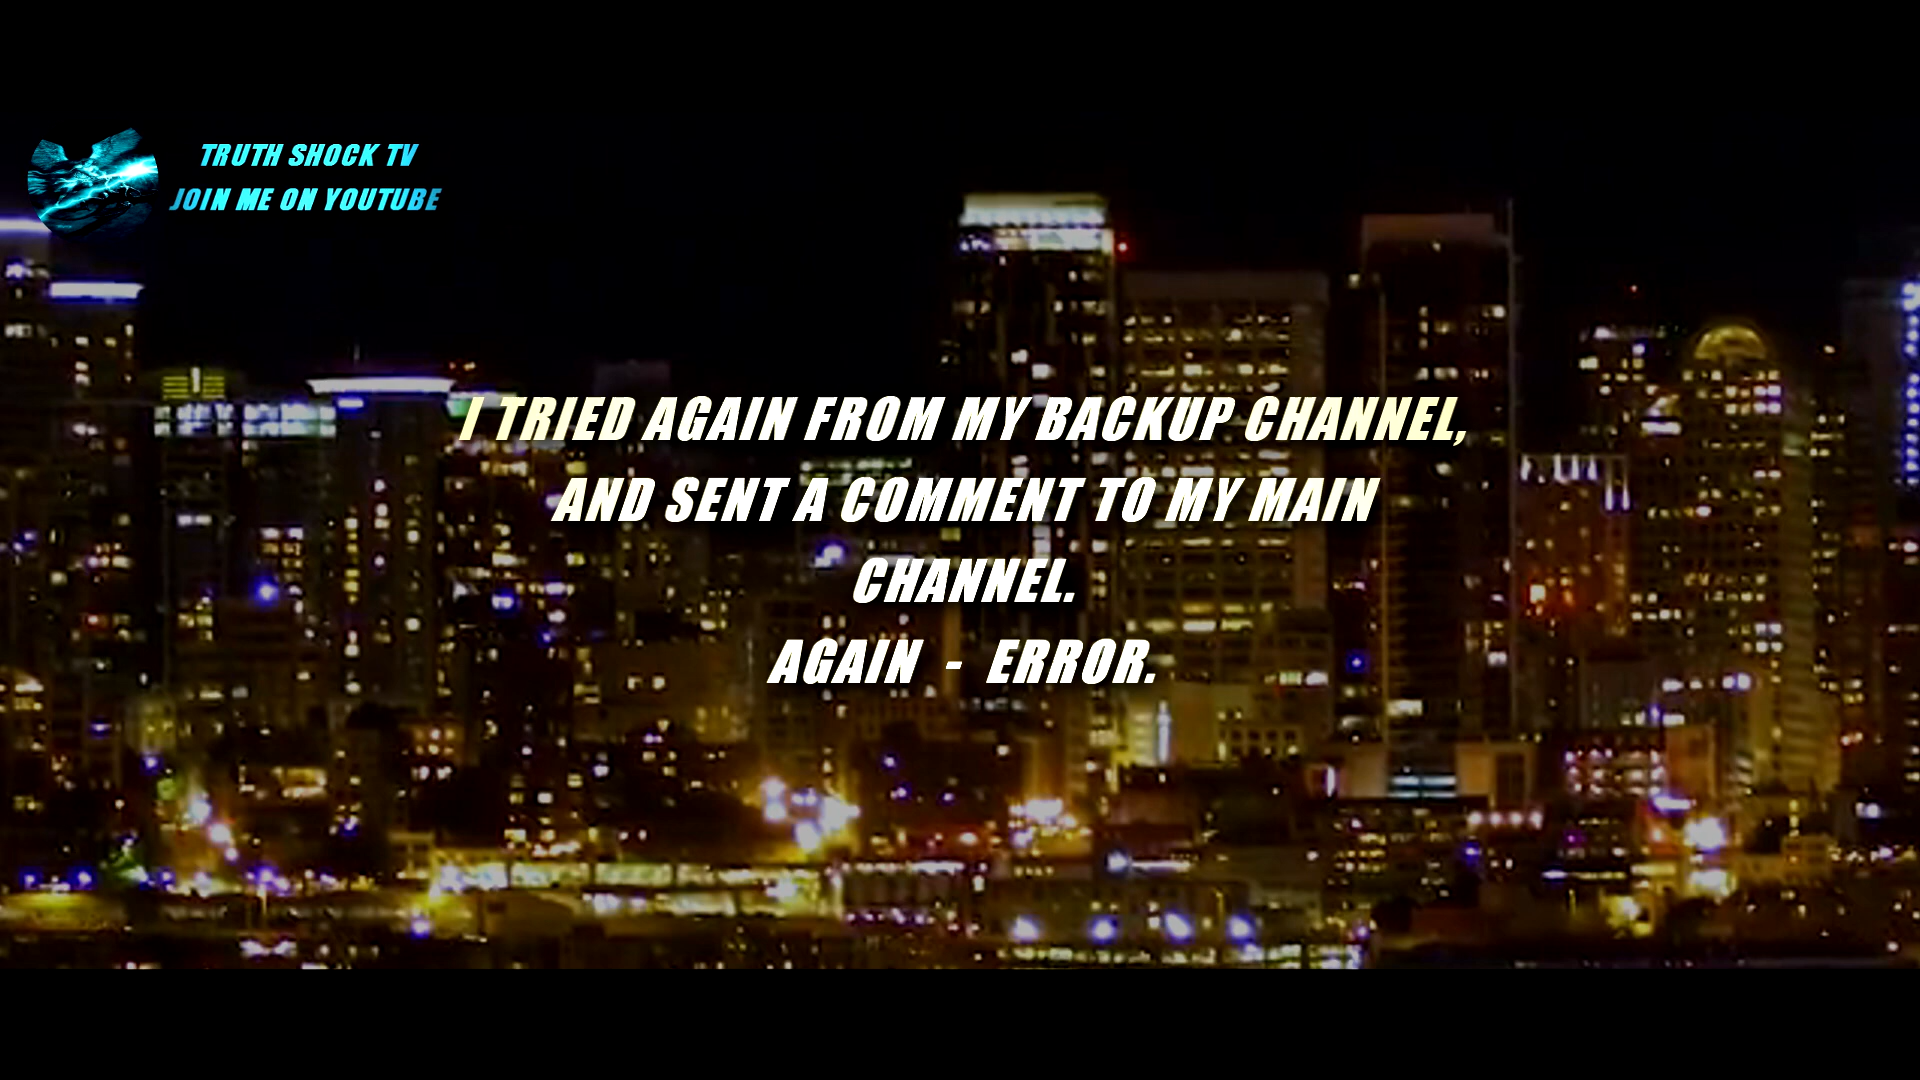 TRUTH SHOCK TV
JOIN ME ON YOUTUBE
I TRIED AGAIN FROM MY BACKUP CHANNEL,
AND SENT A COMMENT TO MY MAIN
CHANNEL.
AGAIN - ERROR.